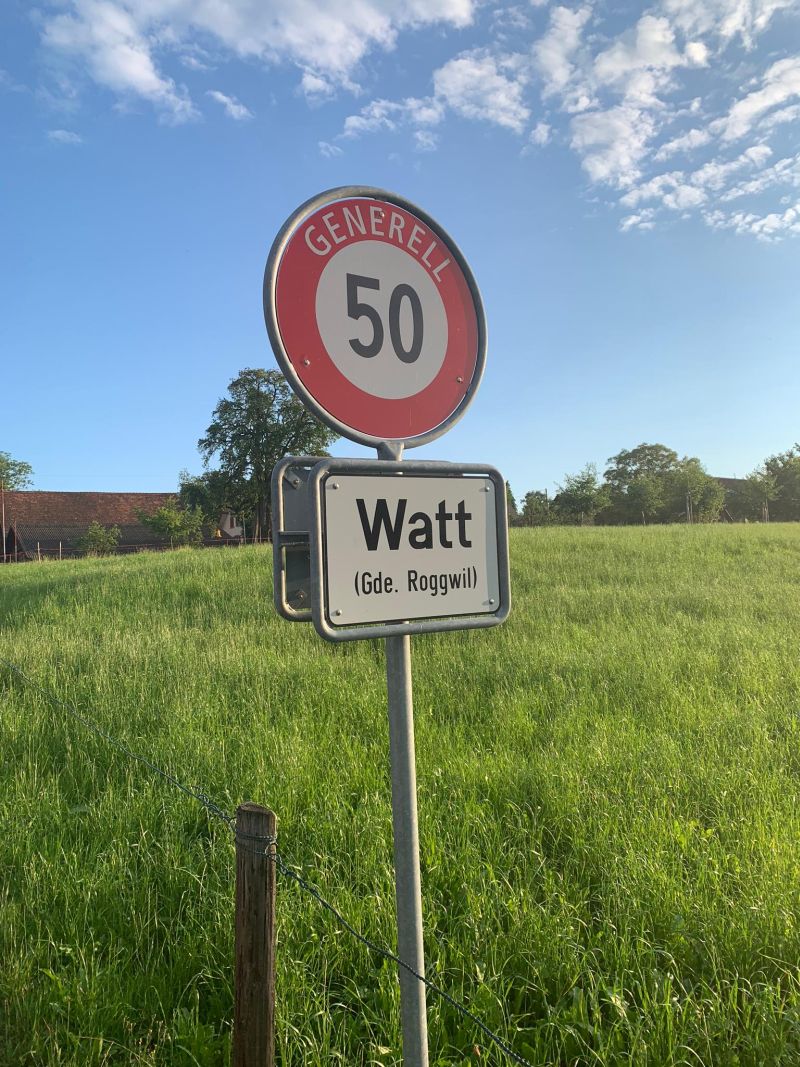 GENERELL
50
Watt
(Gde. Roggwil)